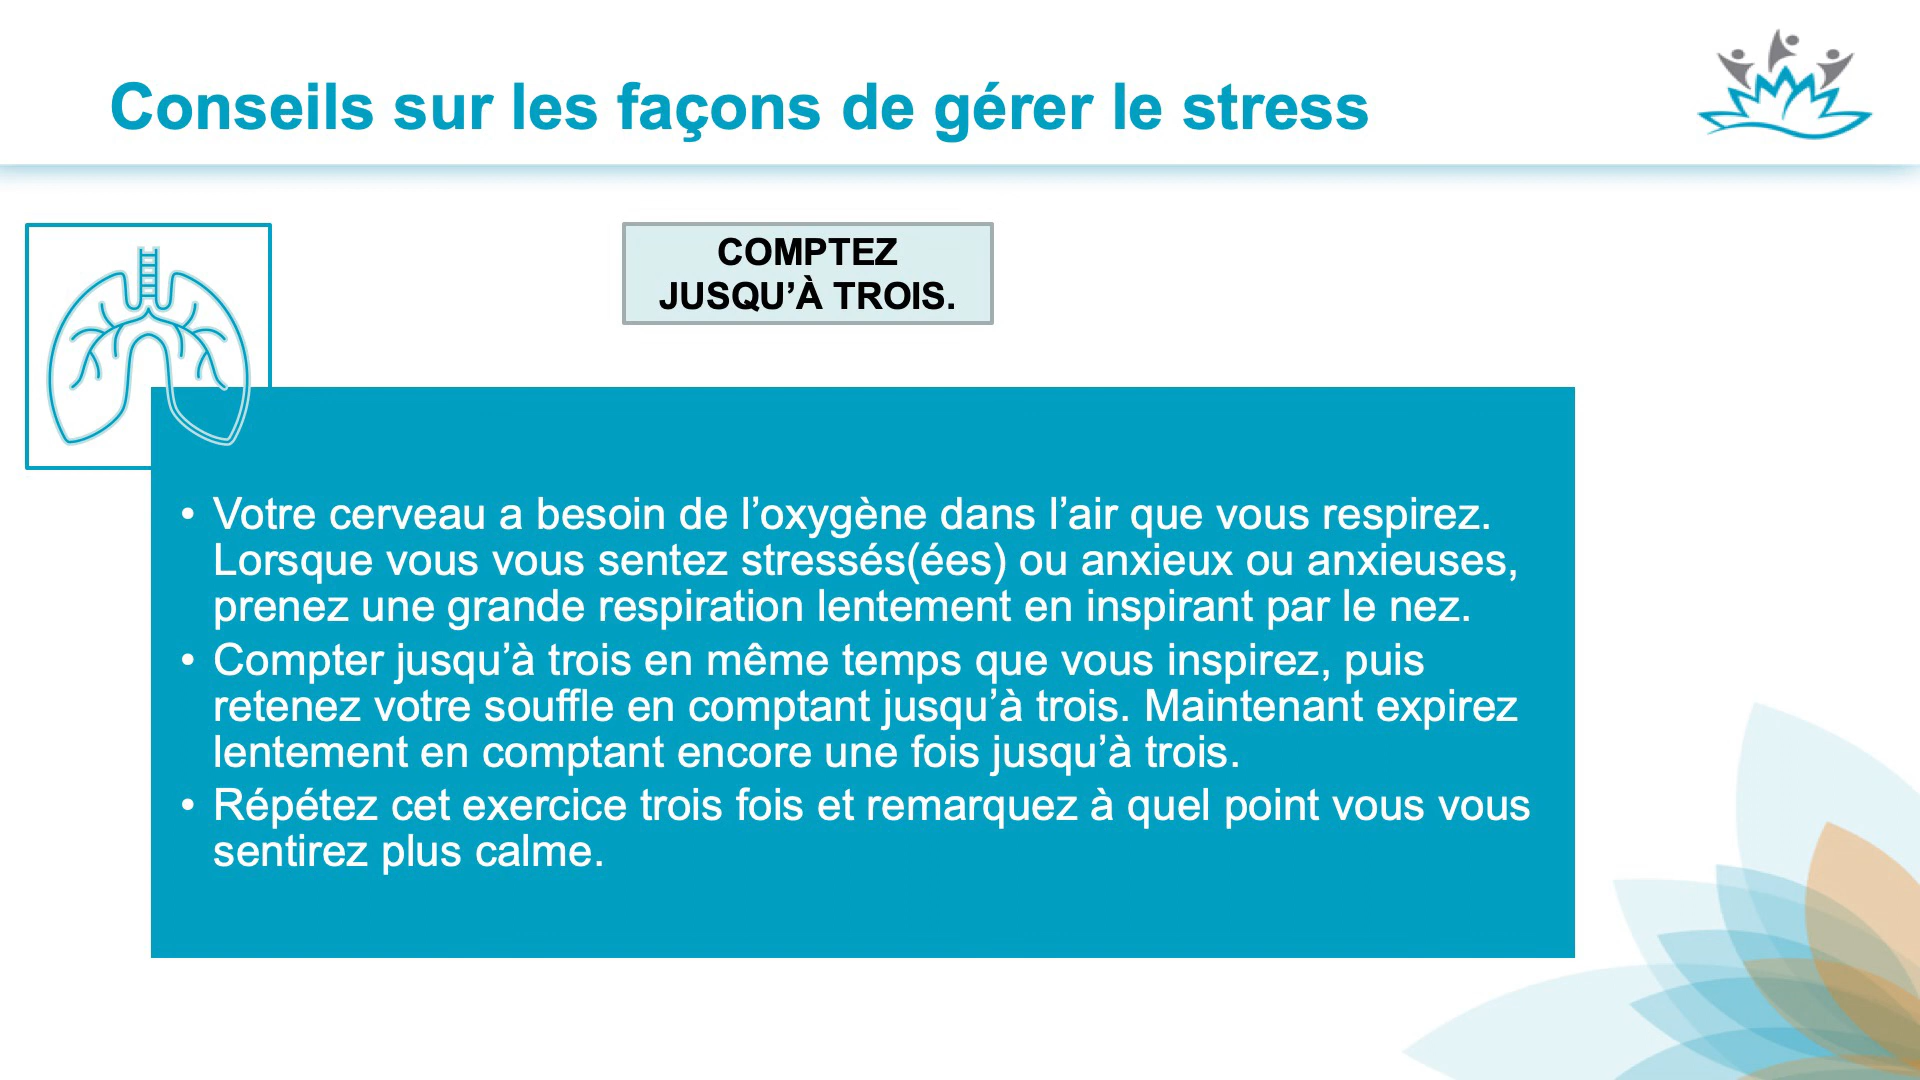 Conseils sur les façons de gérer le stress
COMPTEZ
JUSQU’À TROIS.
• Votre cerveau a besoin de l’oxygène dans l’air que vous respirez.
Lorsque vous vous sentez stressés(ées) ou anxieux ou anxieuses,
prenez une grande respiration lentement en inspirant par le nez.
• Compter jusqu’à trois en même temps que vous inspirez, puis
retenez votre souffle en comptant jusqu’à trois. Maintenant expirez
lentement en comptant encore une fois jusqu’à trois.
• Répétez cet exercice trois fois et remarquez à quel point vous vous
sentirez plus calme.